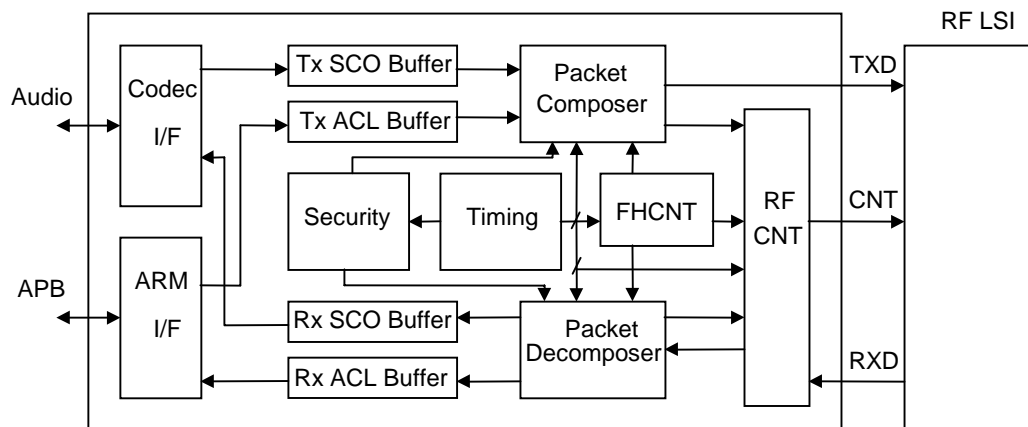 RF LSI
Tx SCO Buffer
Packet
Composer
TXD
Codec
I/F
Audio
Tx ACL Buffer
Security
Timing
FHCNT
RF
CNT
CNT
ARM
I/F
APB
Rx SCO Buffer
Packet
Decomposer
Rx ACL Buffer
RXD